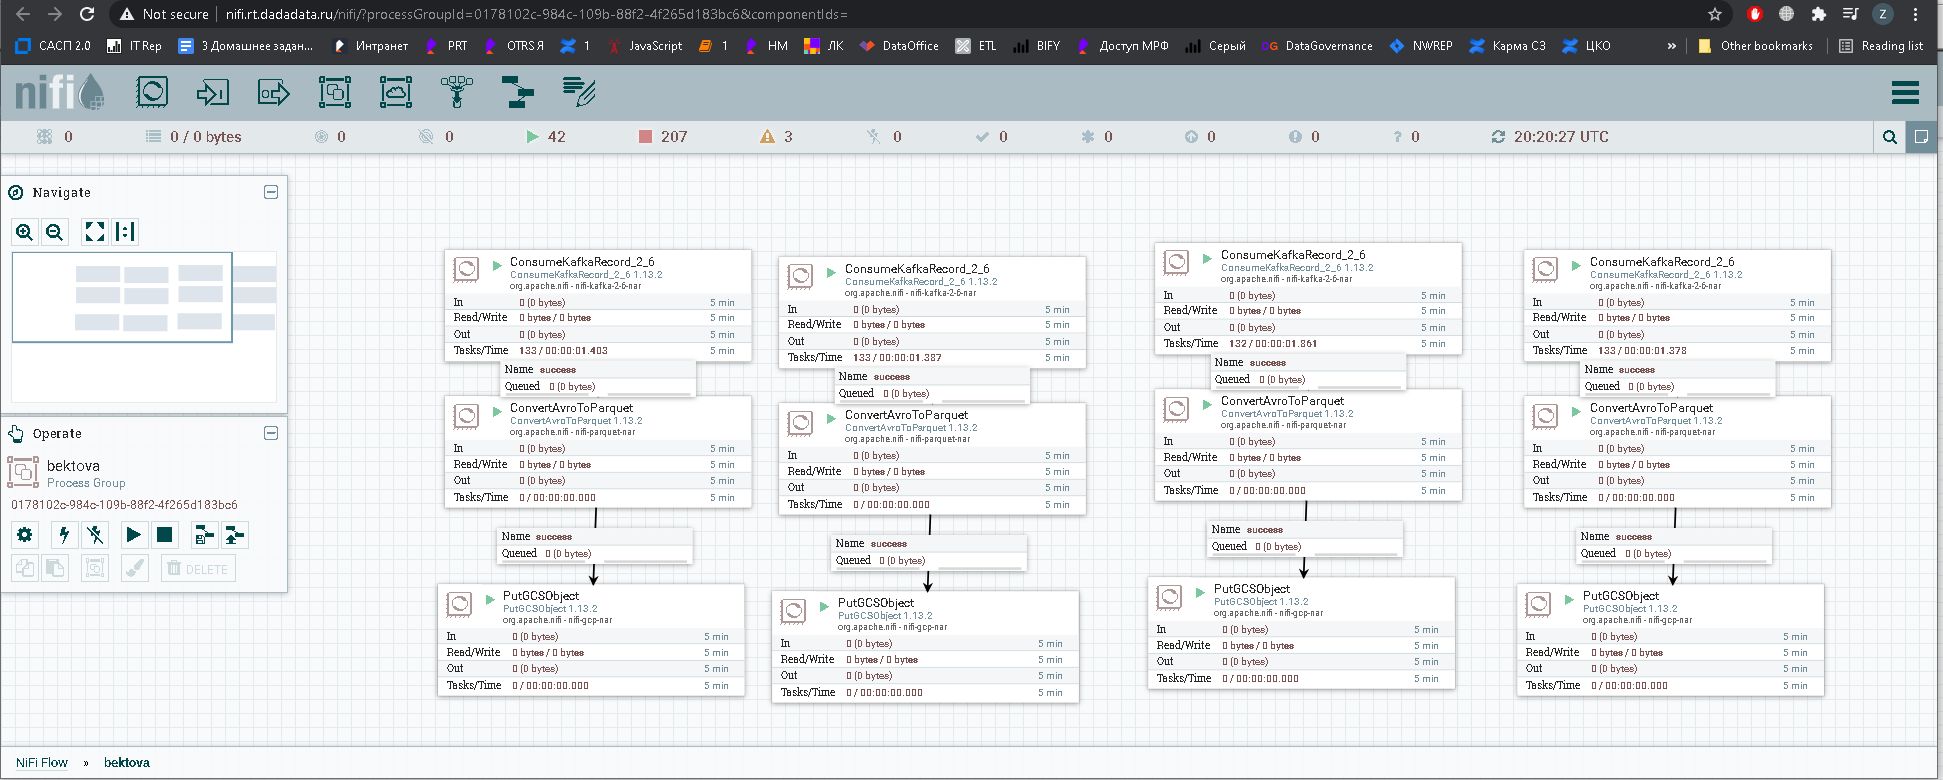 Not secure | nifi.rt.dadadata.ru/nifi/?processGroupId=0178102c-984c-109b-88f2-4f265d183bc6&componentIds=
Z
САСП 2.0 IT Rep 3 Домашнее задан... Интранет PRT OTRS Я 1 JavaScript 1 HM ЛК DataOffice ETL BIFY Доступ МРФ Серый DG DataGovernance NWREP Карма С3 ЦКО » Other bookmarks Reading list
nifi
0 0 / 0 bytes 0 0 42 207 3 0 0 0 0 0 ? 0 20:20:27 UTC
Navigate
Operate
bektova
Process Group
0178102c-984c-109b-88f2-4f265d183bc6
DELETE
ConsumeKafkaRecord_2_6
ConsumeKafkaRecord_2_6 1.13.2
org.apache.nifi - nifi-kafka-2-6-nar
In 0 (0 bytes) 5 min
Read/Write 0 bytes / 0 bytes 5 min
Out 0 (0 bytes) 5 min
Tasks/Time 133 / 00:00:01.403 5 min
Name success
Queued 0 (0 bytes)
ConvertAvroToParquet
ConvertAvroToParquet 1.13.2
org.apache.nifi - nifi-parquet-nar
In 0 (0 bytes) 5 min
Read/Write 0 bytes / 0 bytes 5 min
Out 0 (0 bytes) 5 min
Tasks/Time 0 / 00:00:00.000 5 min
Name success
Queued 0 (0 bytes)
PutGCSObject
PutGCSObject 1.13.2
org.apache.nifi - nifi-gcp-nar
In 0 (0 bytes) 5 min
Read/Write 0 bytes / 0 bytes 5 min
Out 0 (0 bytes) 5 min
Tasks/Time 0 / 00:00:00.000 5 min
ConsumeKafkaRecord_2_6
ConsumeKafkaRecord_2_6 1.13.2
org.apache.nifi - nifi-kafka-2-6-nar
In 0 (0 bytes) 5 min
Read/Write 0 bytes / 0 bytes 5 min
Out 0 (0 bytes) 5 min
Tasks/Time 133 / 00:00:01.387 5 min
Name success
Queued 0 (0 bytes)
ConvertAvroToParquet
ConvertAvroToParquet 1.13.2
org.apache.nifi - nifi-parquet-nar
In 0 (0 bytes) 5 min
Read/Write 0 bytes / 0 bytes 5 min
Out 0 (0 bytes) 5 min
Tasks/Time 0 / 00:00:00.000 5 min
Name success
Queued 0 (0 bytes)
PutGCSObject
PutGCSObject 1.13.2
org.apache.nifi - nifi-gcp-nar
In 0 (0 bytes) 5 min
Read/Write 0 bytes / 0 bytes 5 min
Out 0 (0 bytes) 5 min
Tasks/Time 0 / 00:00:00.000 5 min
ConsumeKafkaRecord_2_6
ConsumeKafkaRecord_2_6 1.13.2
org.apache.nifi - nifi-kafka-2-6-nar
In 0 (0 bytes) 5 min
Read/Write 0 bytes / 0 bytes 5 min
Out 0 (0 bytes) 5 min
Tasks/Time 132 / 00:00:01.861 5 min
Name success
Queued 0 (0 bytes)
ConvertAvroToParquet
ConvertAvroToParquet 1.13.2
org.apache.nifi - nifi-parquet-nar
In 0 (0 bytes) 5 min
Read/Write 0 bytes / 0 bytes 5 min
Out 0 (0 bytes) 5 min
Tasks/Time 0 / 00:00:00.000 5 min
Name success
Queued 0 (0 bytes)
PutGCSObject
PutGCSObject 1.13.2
org.apache.nifi - nifi-gcp-nar
In 0 (0 bytes) 5 min
Read/Write 0 bytes / 0 bytes 5 min
Out 0 (0 bytes) 5 min
Tasks/Time 0 / 00:00:00.000 5 min
ConsumeKafkaRecord_2_6
ConsumeKafkaRecord_2_6 1.13.2
org.apache.nifi - nifi-kafka-2-6-nar
In 0 (0 bytes) 5 min
Read/Write 0 bytes / 0 bytes 5 min
Out 0 (0 bytes) 5 min
Tasks/Time 133 / 00:00:01.378 5 min
Name success
Queued 0 (0 bytes)
ConvertAvroToParquet
ConvertAvroToParquet 1.13.2
org.apache.nifi - nifi-parquet-nar
In 0 (0 bytes) 5 min
Read/Write 0 bytes / 0 bytes 5 min
Out 0 (0 bytes) 5 min
Tasks/Time 0 / 00:00:00.000 5 min
Name success
Queued 0 (0 bytes)
PutGCSObject
PutGCSObject 1.13.2
org.apache.nifi - nifi-gcp-nar
In 0 (0 bytes) 5 min
Read/Write 0 bytes / 0 bytes 5 min
Out 0 (0 bytes) 5 min
Tasks/Time 0 / 00:00:00.000 5 min
NiFi Flow » bektova